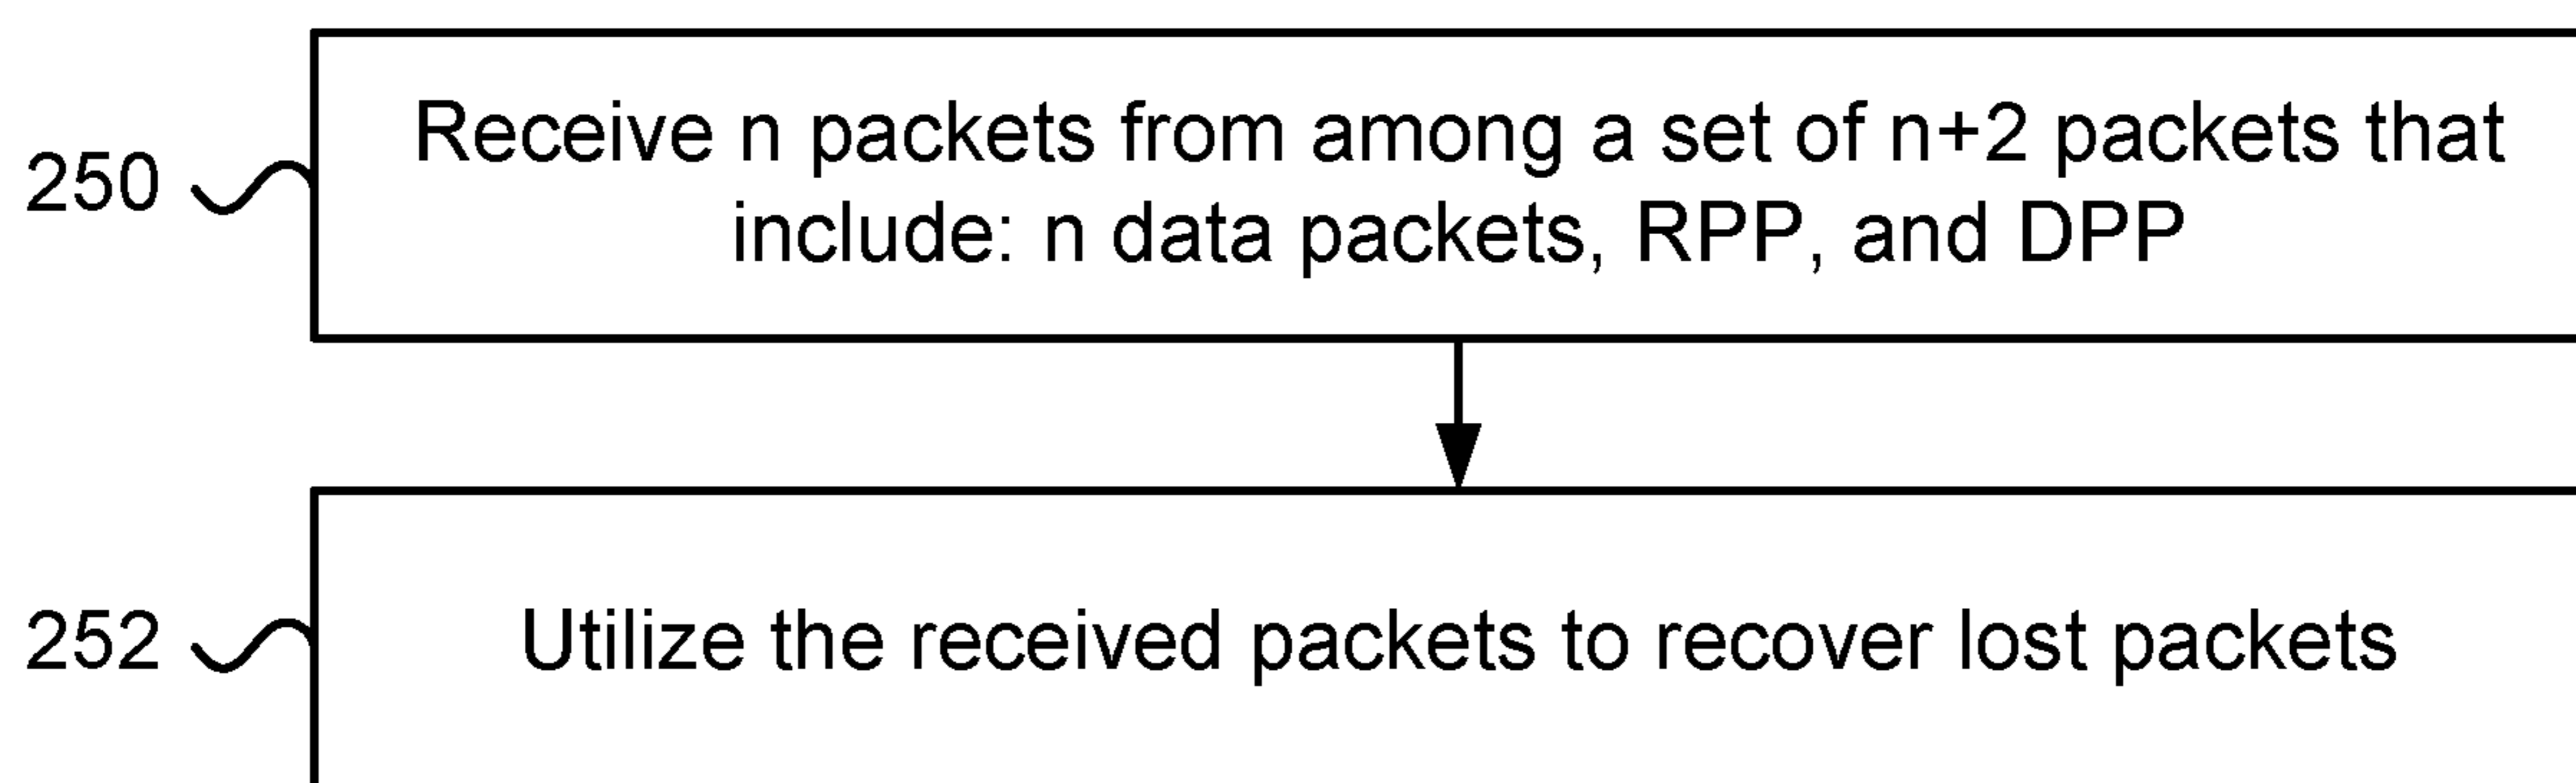 250
Receive n packets from among a set of n+2 packets that
include: n data packets, RPP, and DPP
252
Utilize the received packets to recover lost packets